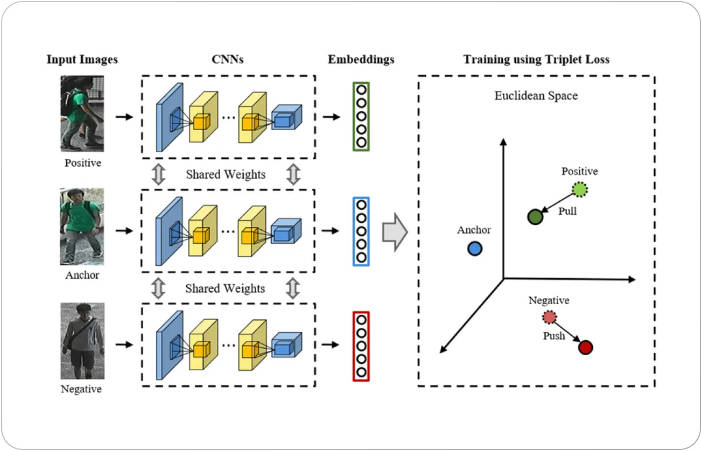 Input Images
CNNs
Embeddings
Training using Triplet Loss
Positive
Shared Weights
Anchor
Shared Weights
Negative
Euclidean Space
Positive
Pull
Anchor
Negative
Push